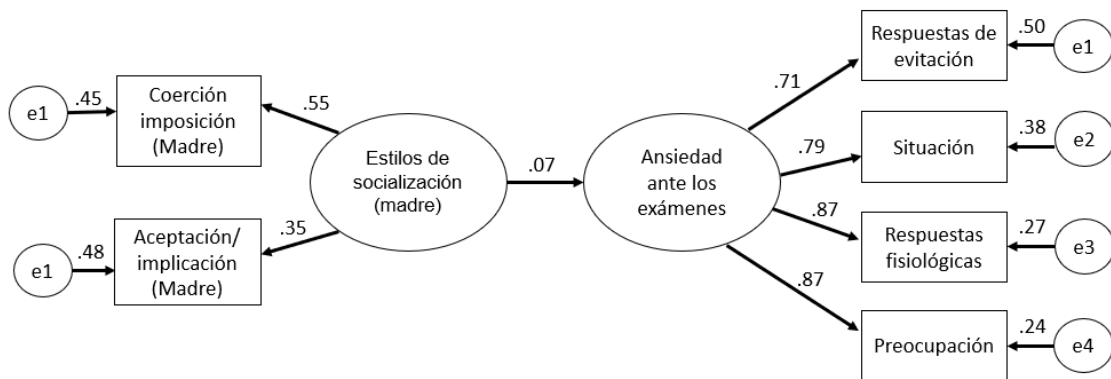 e1
.45
Coerción
imposición
(Madre)
.55
e1
.48
Aceptación/
implicación
(Madre)
.35
Estilos de
socialización
(madre)
.07
Ansiedad
ante los
exámenes
.71
Respuestas de
evitación
.50
e1
.79
Situación
.38
e2
.87
Respuestas
fisiológicas
.27
e3
.87
Preocupación
.24
e4